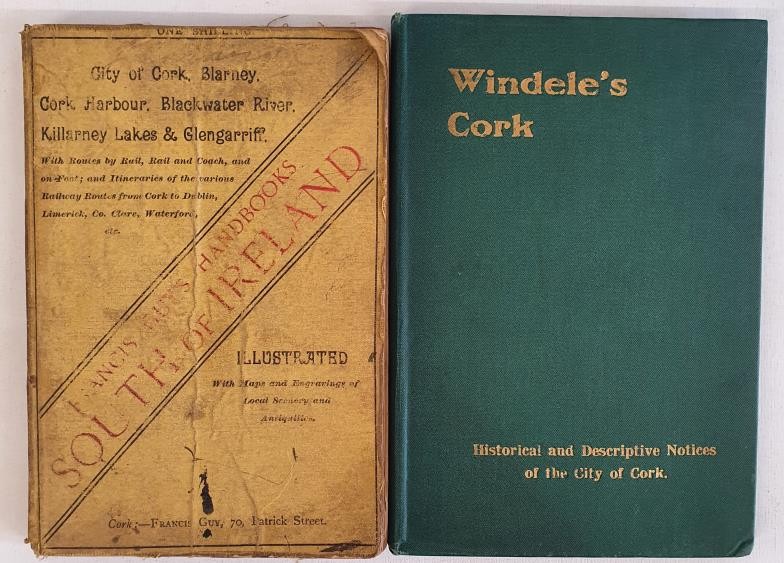 ONE SHILLING.
City of Cork, Blarney,
Cork Harbour, Blackwater River,
Killarney Lakes & Glengarriff,
With Routes by Rail, Rail and Coach, and
on Foot; and Itineraries of the various
Railway Routes from Cork to Dublin,
Limerick, Co. Clare, Waterford,
etc.
FRANCIS GUY'S HANDBOOKS
SOUTH OF IRELAND
ILLUSTRATED
With Maps and Engravings of
Local Scenery and
Antiquities.
Cork:—FRANCIS GUY, 70, Patrick Street.
Windele's
Cork
Historical and Descriptive Notices
of the City of Cork.